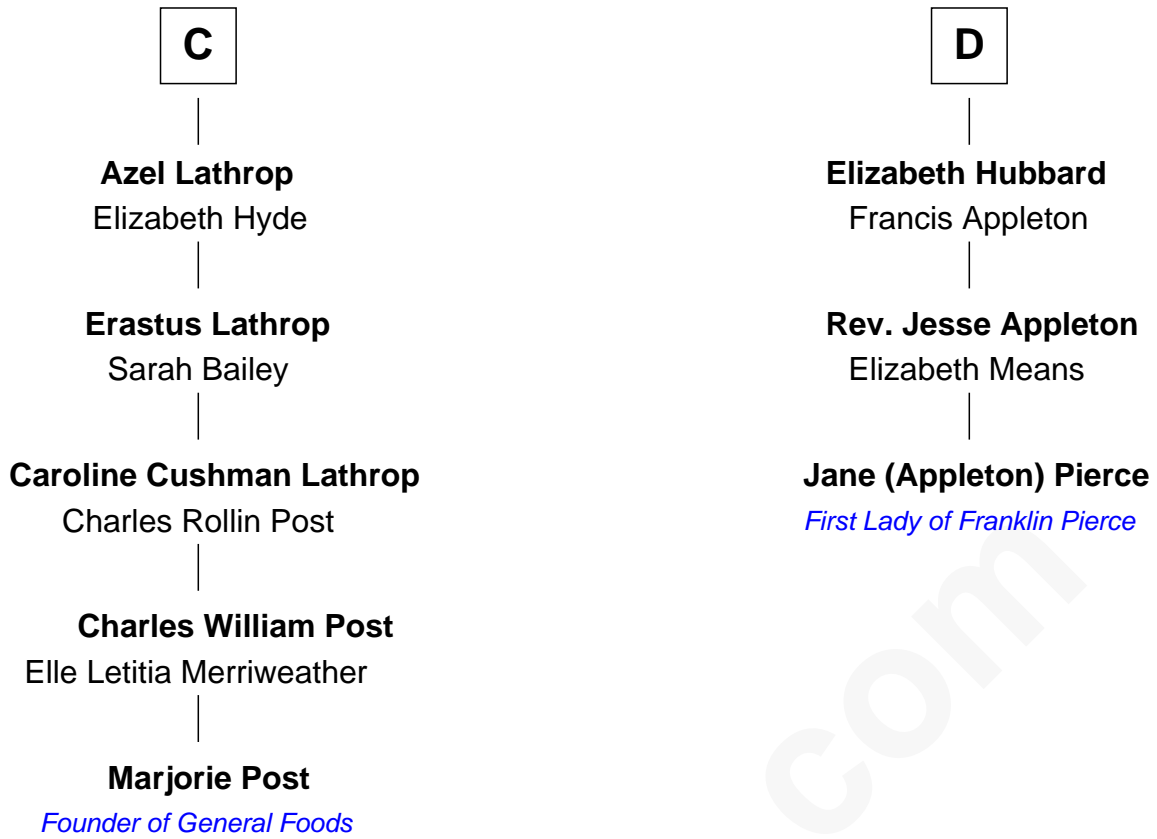 C
Azel Lathrop
Elizabeth Hyde
Erastus Lathrop
Sarah Bailey
Caroline Cushman Lathrop
Charles Rollin Post
Charles William Post
Elle Letitia Merriweather
Marjorie Post
Founder of General Foods
D
Elizabeth Hubbard
Francis Appleton
Rev. Jesse Appleton
Elizabeth Means
Jane (Appleton) Pierce
First Lady of Franklin Pierce
com